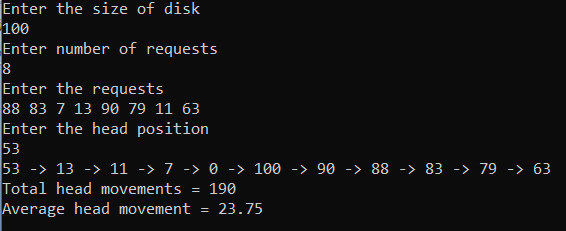 Enter the size of disk
100
Enter number of requests
8
Enter the requests
88 83 7 13 90 79 11 63
Enter the head position
53
53 -> 13 -> 11 -> 7 -> 0 -> 100 -> 90 -> 88 -> 83 -> 79 -> 63
Total head movements = 190
Average head movement = 23.75